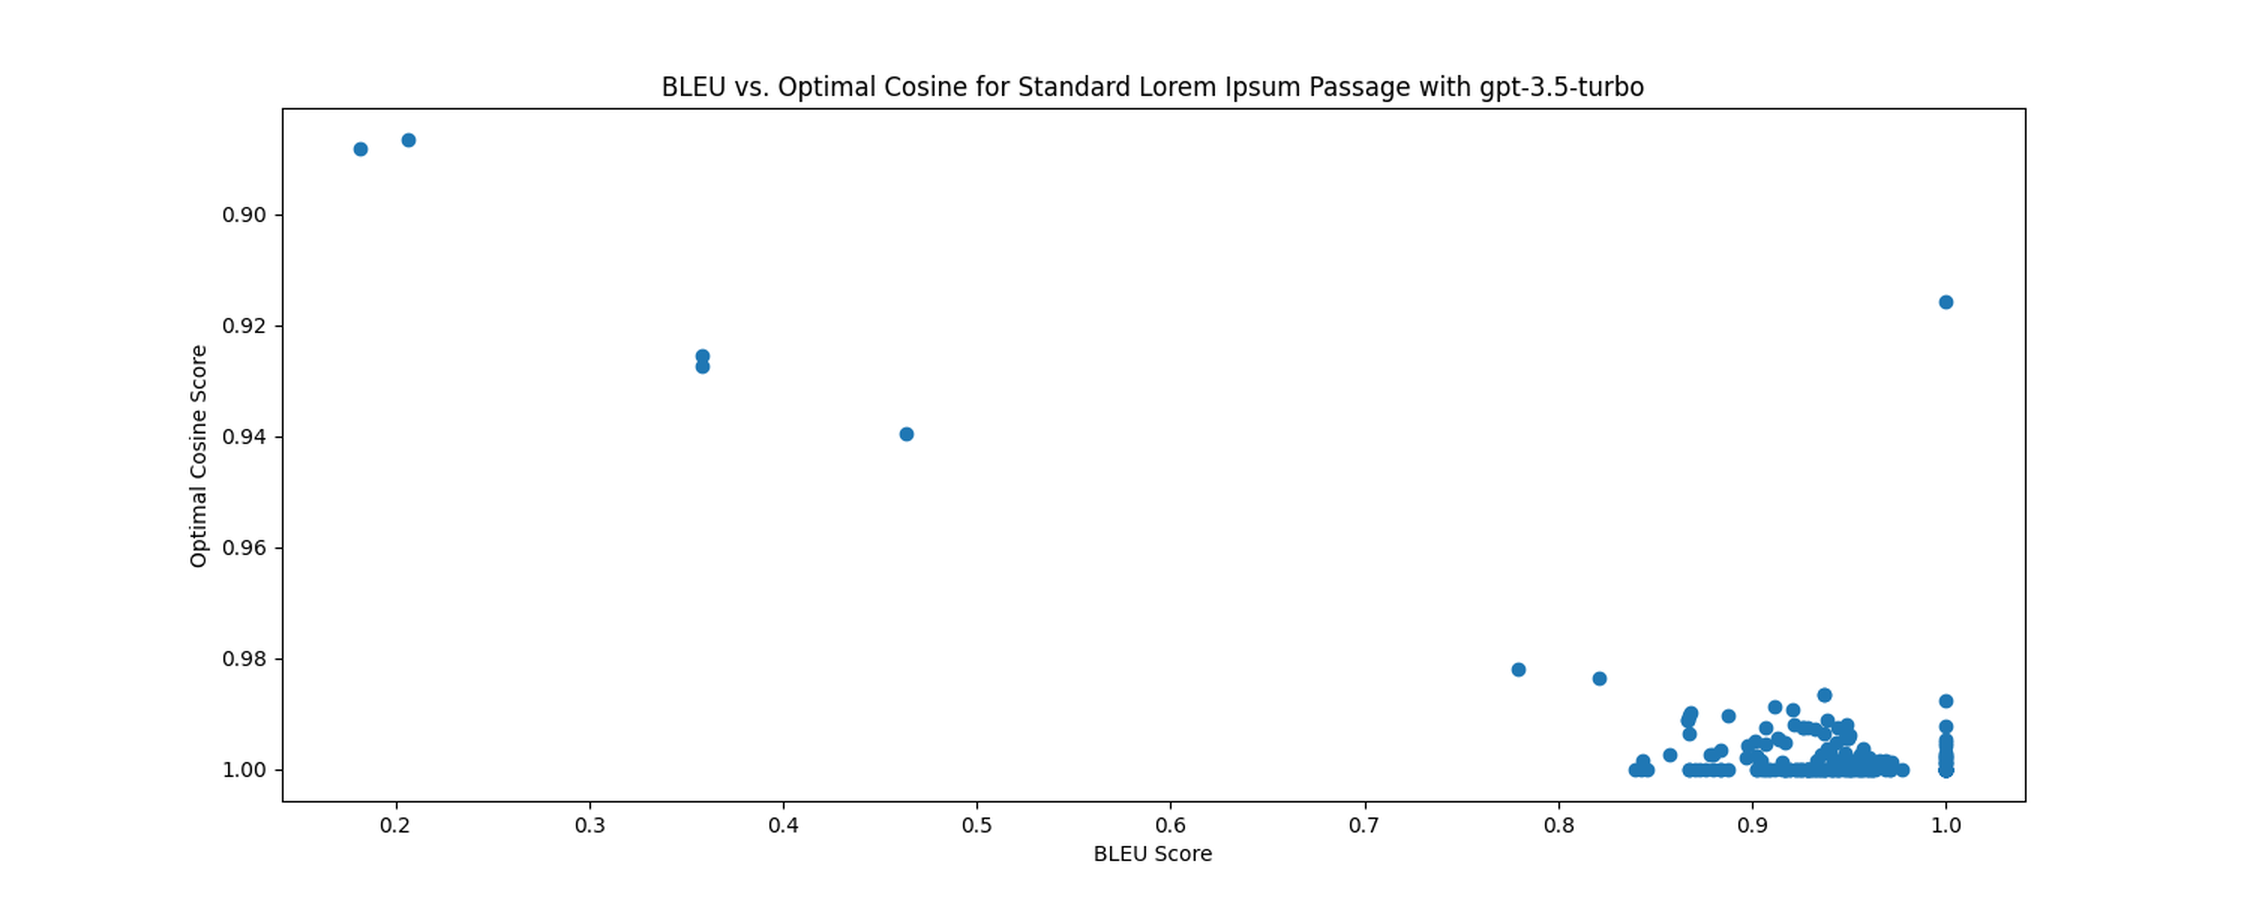 BLEU vs. Optimal Cosine for Standard Lorem Ipsum Passage with gpt-3.5-turbo
Optimal Cosine Score
0.90
0.92
0.94
0.96
0.98
1.00
0.2 0.3 0.4 0.5 0.6 0.7 0.8 0.9 1.0
BLEU Score